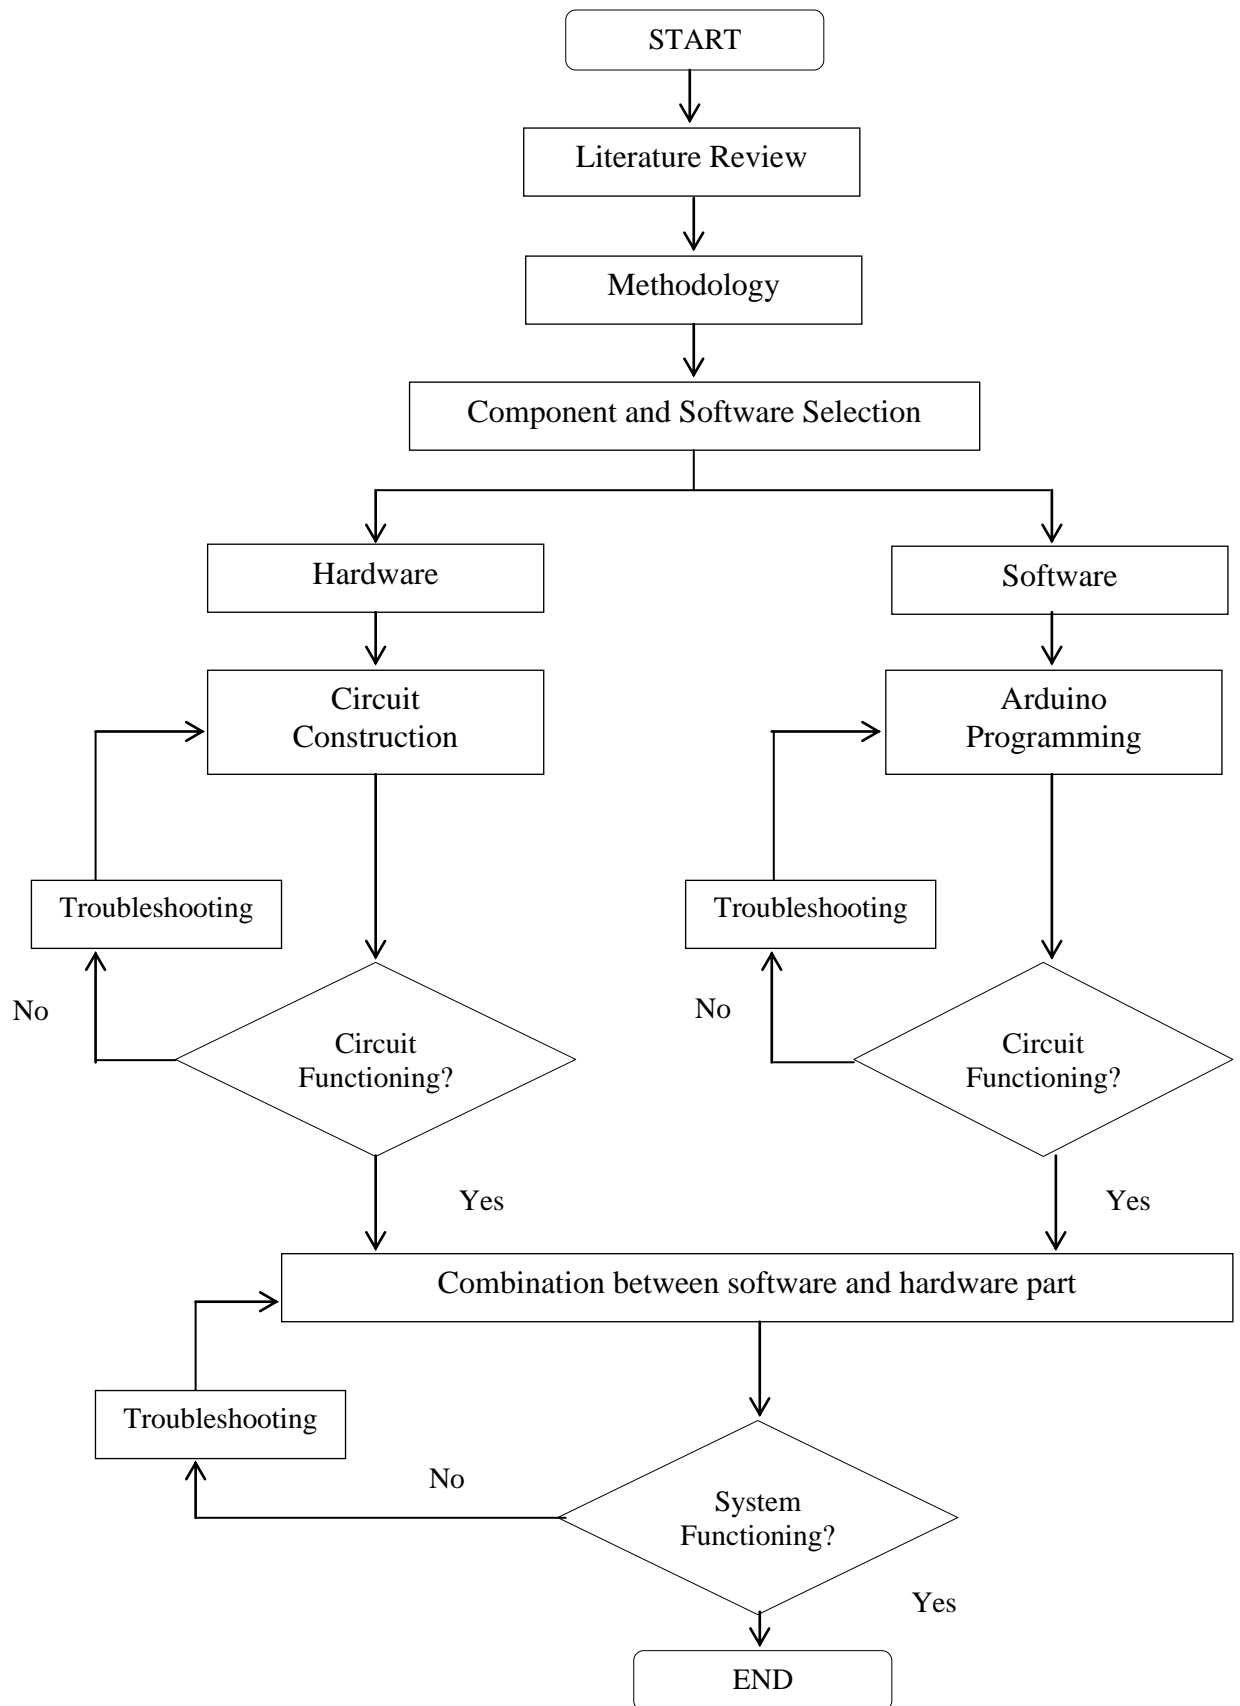 START
Literature Review
Methodology
Component and Software Selection
Hardware
Software
Circuit
Construction
Arduino
Programming
Troubleshooting
Troubleshooting
No
No
Circuit
Functioning?
Circuit
Functioning?
Yes
Yes
Combination between software and hardware part
Troubleshooting
No
System
Functioning?
Yes
END